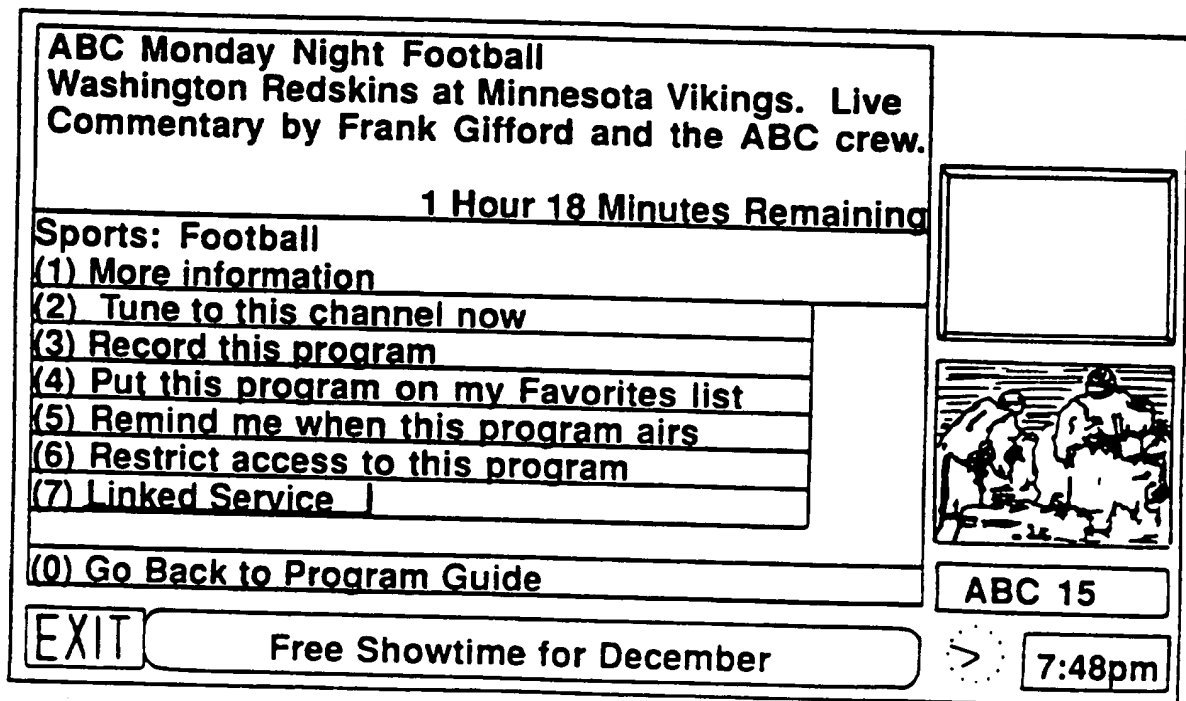 ABC Monday Night Football
Washington Redskins at Minnesota Vikings. Live
Commentary by Frank Gifford and the ABC crew.
1 Hour 18 Minutes Remaining
Sports: Football
(1) More information
(2) Tune to this channel now
(3) Record this program
(4) Put this program on my Favorites list
(5) Remind me when this program airs
(6) Restrict access to this program
(7) Linked Service
(0) Go Back to Program Guide
ABC 15
EXIT
Free Showtime for December
7:48pm